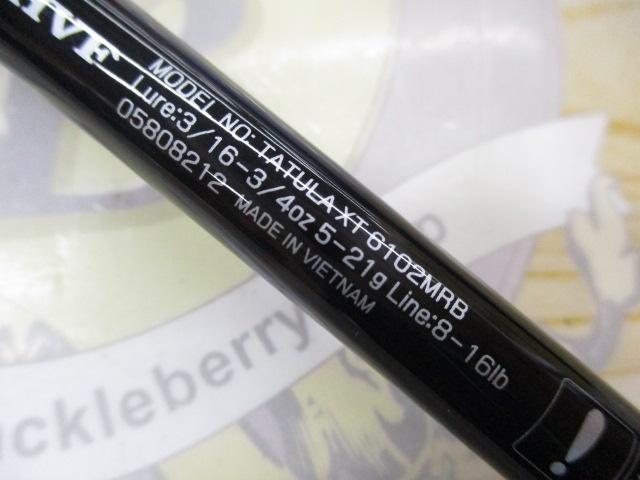 MODEL NO: TATULA XT 6102MRB
Lure:3/16-3/4oz 5-21g Line:8-16lb
05808212 MADE IN VIETNAM
ckleberry